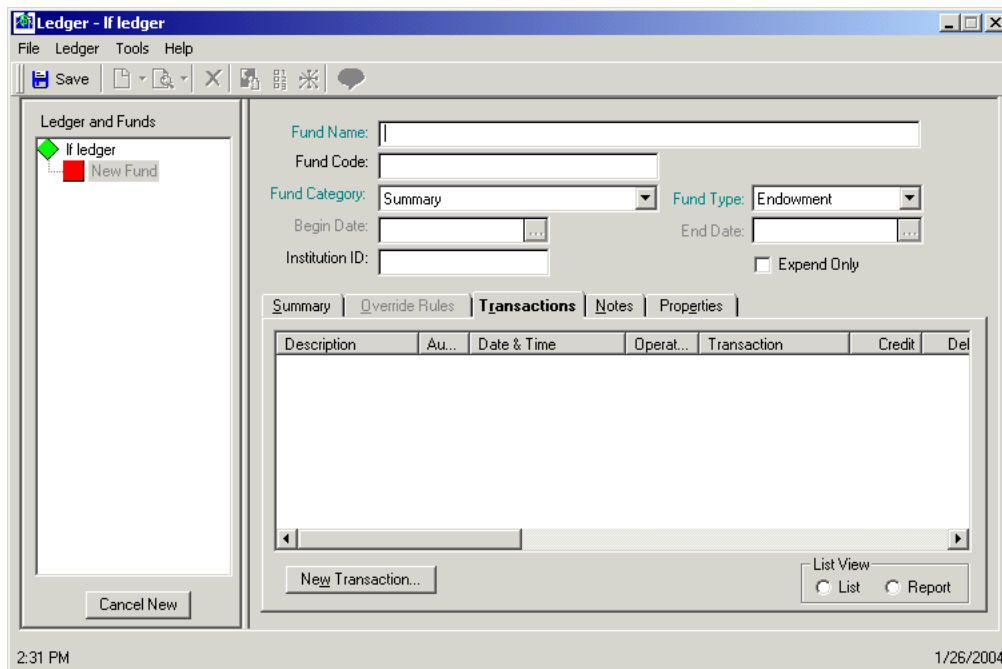 Ledger - lf ledger
File Ledger Tools Help
Save
Ledger and Funds
lf ledger
New Fund
Cancel New
Fund Name:
Fund Code:
Fund Category: Summary Fund Type: Endowment
Begin Date: ... End Date: ...
Institution ID: Expend Only
Summary Override Rules Transactions Notes Properties
Description Au... Date & Time Operat... Transaction Credit Del
New Transaction...
List View
List Report
2:31 PM 1/26/2004